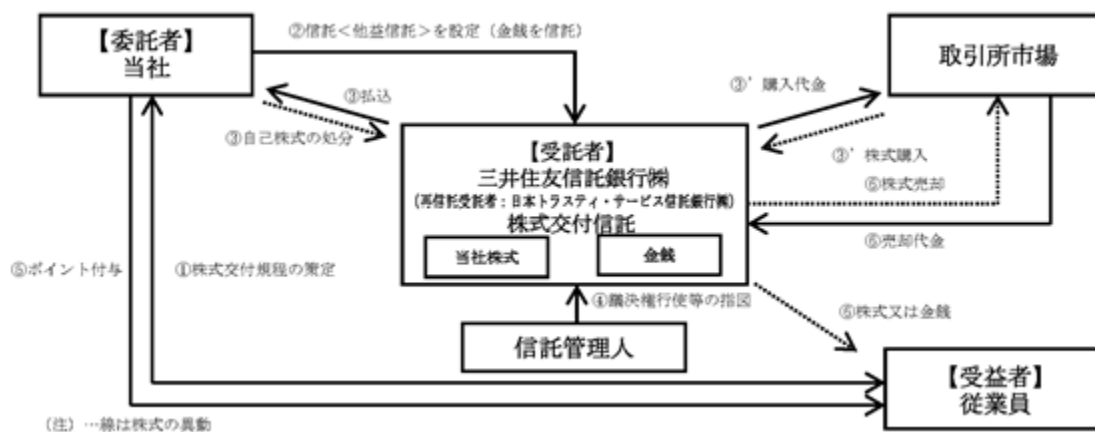 【委託者】
当社
②信託<他益信託>を設定（金銭を信託）
取引所市場
③払込
③自己株式の処分
③’購入代金
③’株式購入
【受託者】
三井住友信託銀行㈱
(再信託受託者：日本トラスティ・サービス信託銀行㈱)
株式交付信託
当社株式
金銭
⑥株式売却
⑥売却代金
⑤ポイント付与
①株式交付規程の策定
④議決権行使等の指図
⑥株式又は金銭
信託管理人
【受益者】
従業員
（注）…線は株式の異動